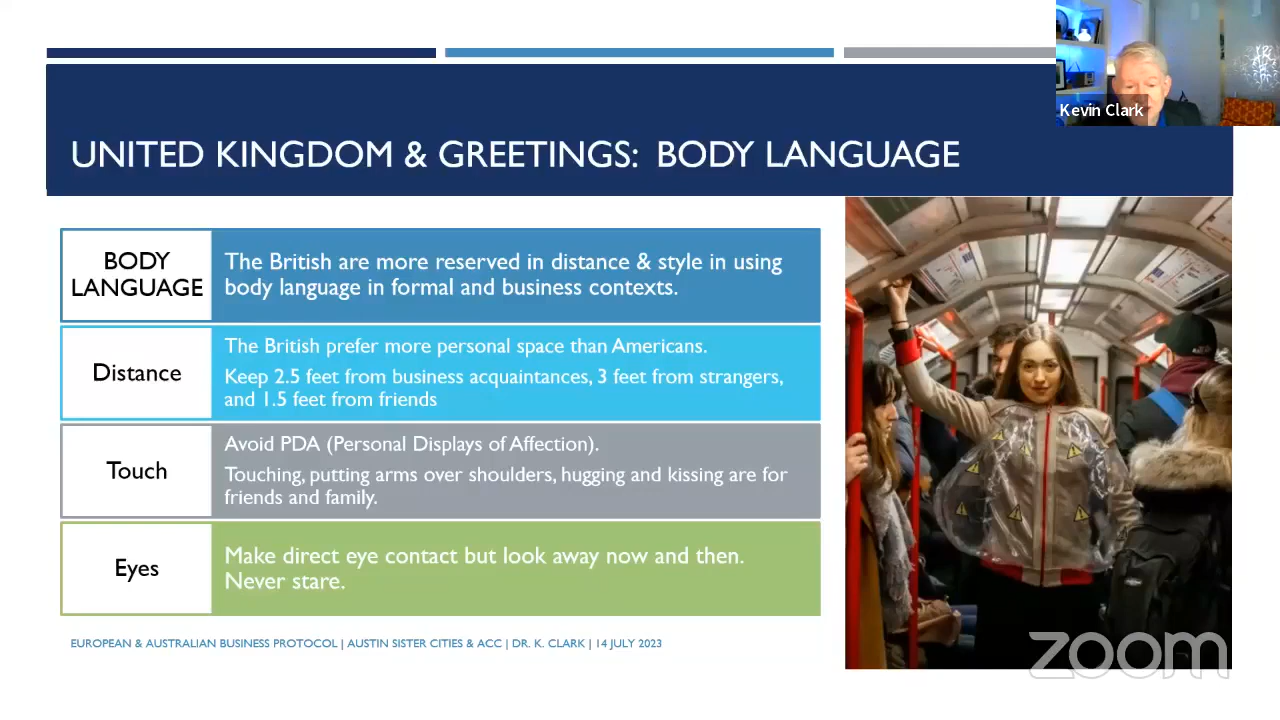 Kevin Clark
UNITED KINGDOM & GREETINGS: BODY LANGUAGE
BODY
LANGUAGE
The British are more reserved in distance & style in using
body language in formal and business contexts.
Distance
The British prefer more personal space than Americans.
Keep 2.5 feet from business acquaintances, 3 feet from strangers,
and 1.5 feet from friends
Touch
Avoid PDA (Personal Displays of Affection).
Touching, putting arms over shoulders, hugging and kissing are for
friends and family.
Eyes
Make direct eye contact but look away now and then.
Never stare.
EUROPEAN & AUSTRALIAN BUSINESS PROTOCOL | AUSTIN SISTER CITIES & ACC | DR. K. CLARK | 14 JULY 2023
zoom